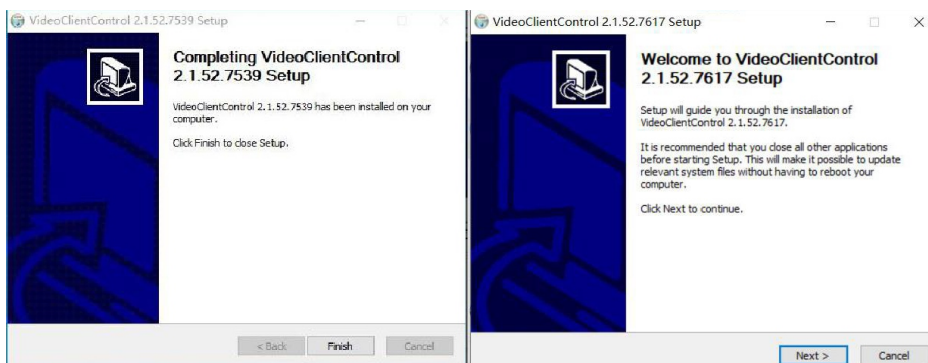 VideoClientControl 2.1.52.7539 Setup
Completing VideoClientControl
2.1.52.7539 Setup
VideoClientControl 2.1.52.7539 has been installed on your
computer.
Click Finish to close Setup.
< Back
Finish
Cancel
VideoClientControl 2.1.52.7617 Setup
Welcome to VideoClientControl
2.1.52.7617 Setup
Setup will guide you through the installation of
VideoClientControl 2.1.52.7617.
It is recommended that you close all other applications
before starting Setup. This will make it possible to update
relevant system files without having to reboot your
computer.
Click Next to continue.
Next >
Cancel